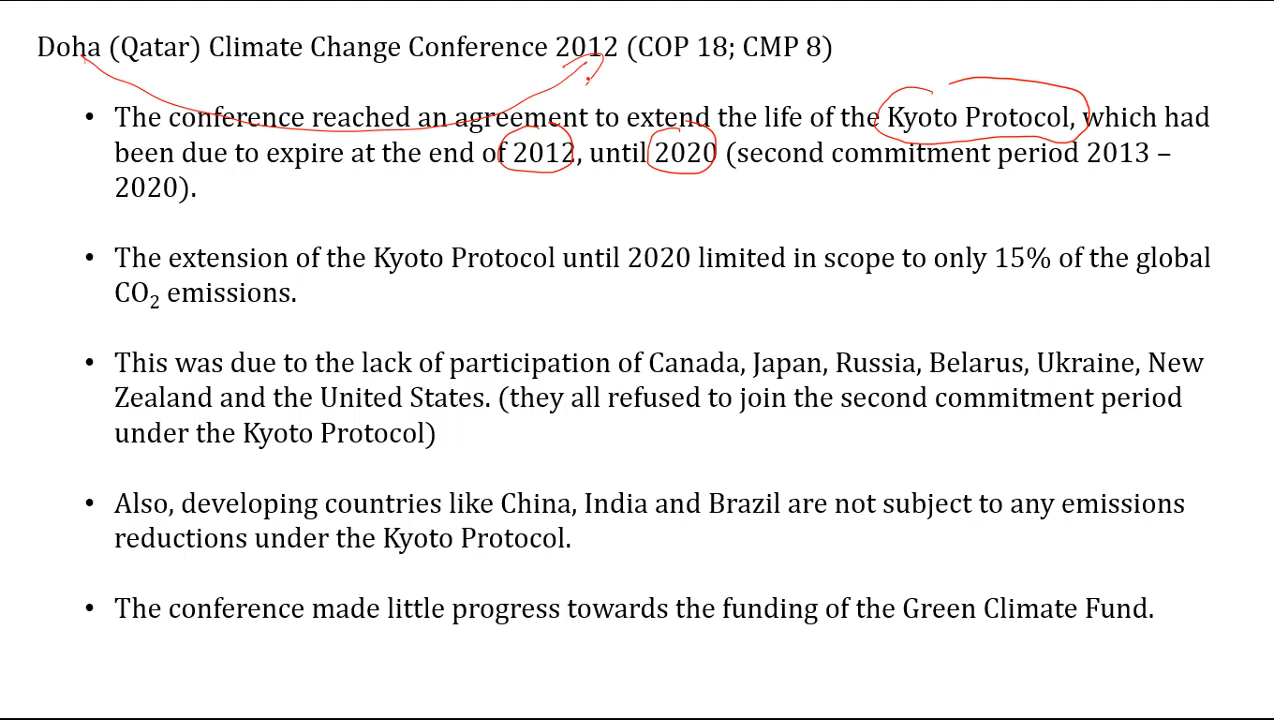 Doha (Qatar) Climate Change Conference 2012 (COP 18; CMP 8)
• The conference reached an agreement to extend the life of the Kyoto Protocol, which had
been due to expire at the end of 2012, until 2020 (second commitment period 2013 –
2020).
• The extension of the Kyoto Protocol until 2020 limited in scope to only 15% of the global
CO₂ emissions.
• This was due to the lack of participation of Canada, Japan, Russia, Belarus, Ukraine, New
Zealand and the United States. (they all refused to join the second commitment period
under the Kyoto Protocol)
• Also, developing countries like China, India and Brazil are not subject to any emissions
reductions under the Kyoto Protocol.
• The conference made little progress towards the funding of the Green Climate Fund.